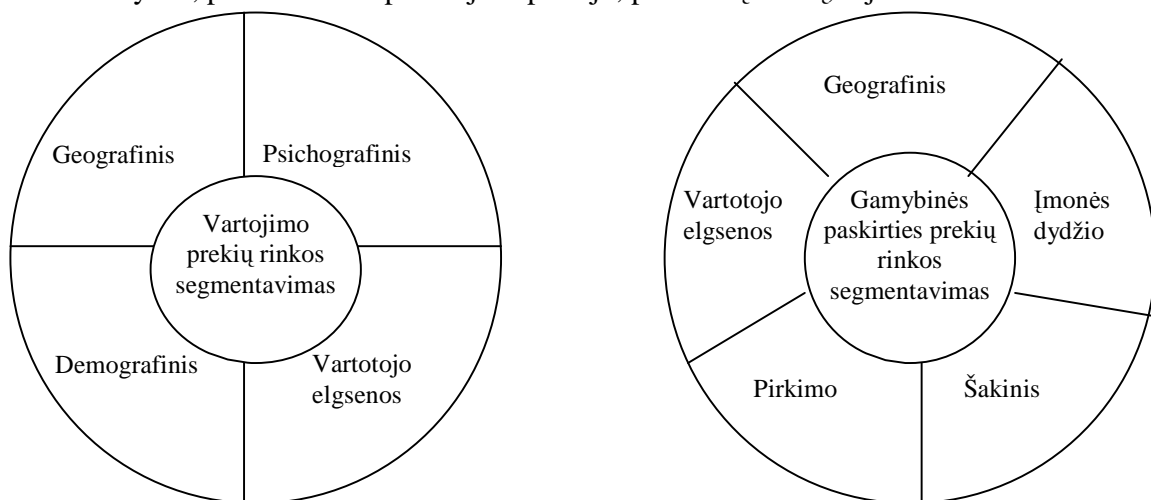 Geografinis
Psichografinis
Vartojimo
prekių rinkos
segmentavimas
Demografinis
Vartotojo
elgsenos
Geografinis
Vartotojo
elgsenos
Gamybinės
paskirties prekių
rinkos
segmentavimas
Įmonės
dydžio
Pirkimo
Šakinis